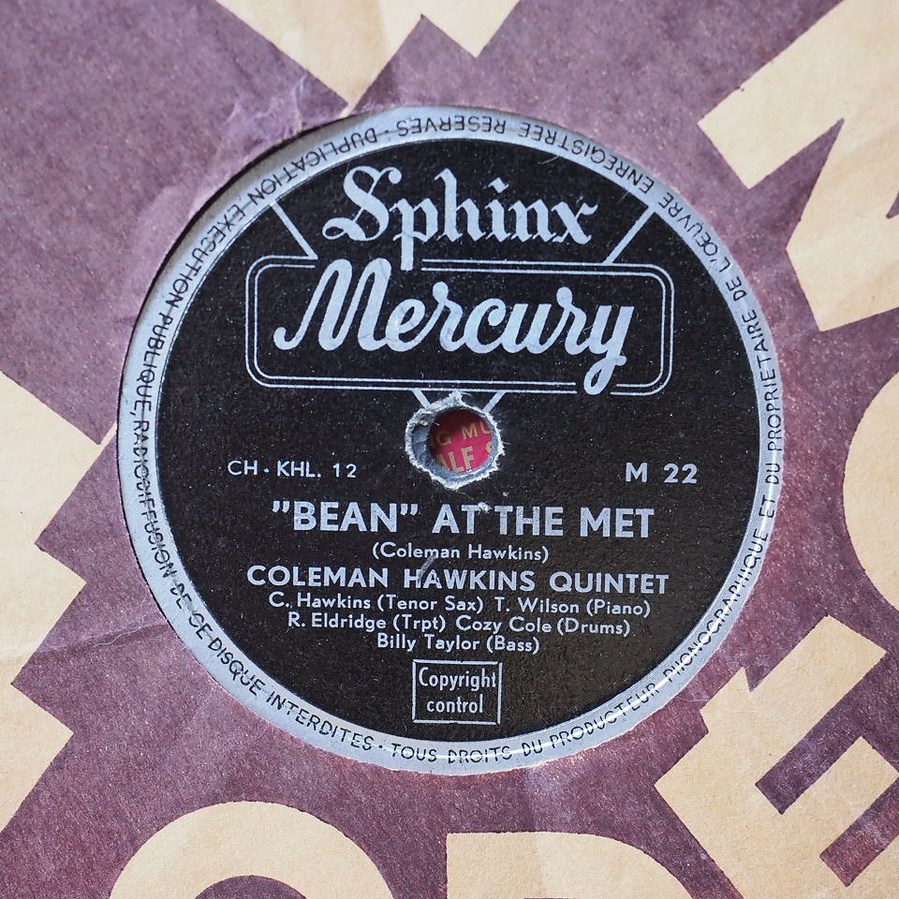 Sphinx
Mercury
CH. KHL. 12
M 22
"BEAN" AT THE MET
(Coleman Hawkins)
COLEMAN HAWKINS QUINTET
C. Hawkins (Tenor Sax) T. Wilson (Piano)
R. Eldridge (Trpt) Cozy Cole (Drums)
Billy Taylor (Bass)
Copyright
control
TOUS DROITS DU PRODUCTEUR PHONOGRAPHIQUE ET DU PROPRIETAIRE DE L'ŒUVRE ENREGISTREE RESERVES · DUPLICATION, EXECUTION PUBLIQUE, RADIODIFFUSION DE CE DISQUE INTERDITES ·